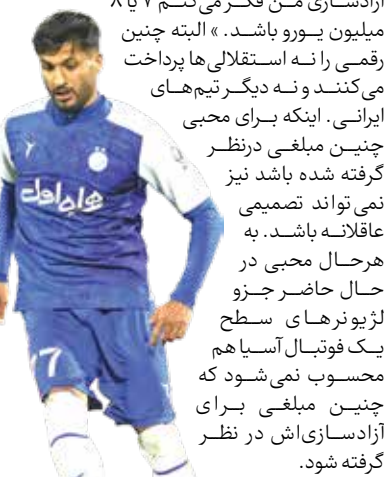 آزادسازی من فکر می‌کنم ۷ یا ۸
میلیون یورو باشد.» البته چنین
رقمی را نه استقلالی‌ها پرداخت
می‌کنند و نه دیگر تیم‌های
ایرانی. اینکه برای محبی
چنین مبلغی درنظر
گرفته شده باشد نیز
نمی‌تواند تصمیمی
عاقلانه باشد. به
هرحال محبی در
حال حاضر جزو
لژیونرهای سطح
یک فوتبال آسیا هم
محسوب نمی‌شود که
چنین مبلغی برای
آزادسازی‌اش در نظر
گرفته شود.
همراه اول
7